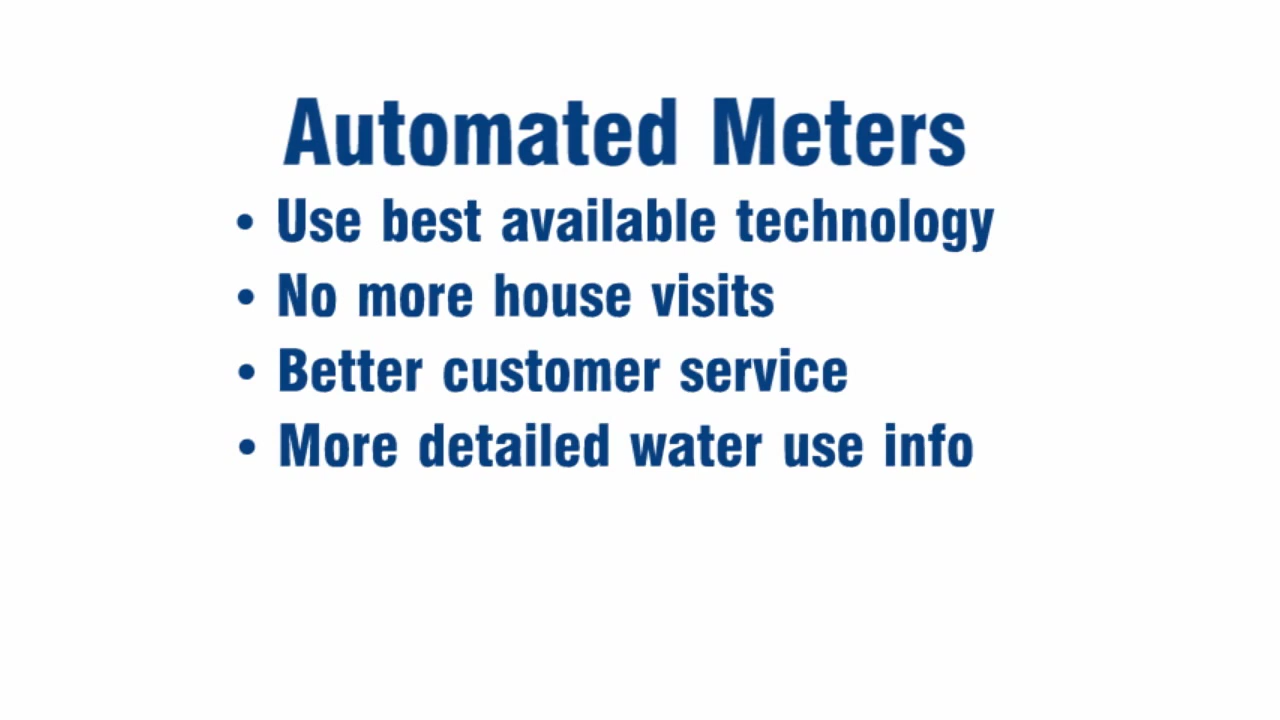 Automated Meters
• Use best available technology
• No more house visits
• Better customer service
• More detailed water use info